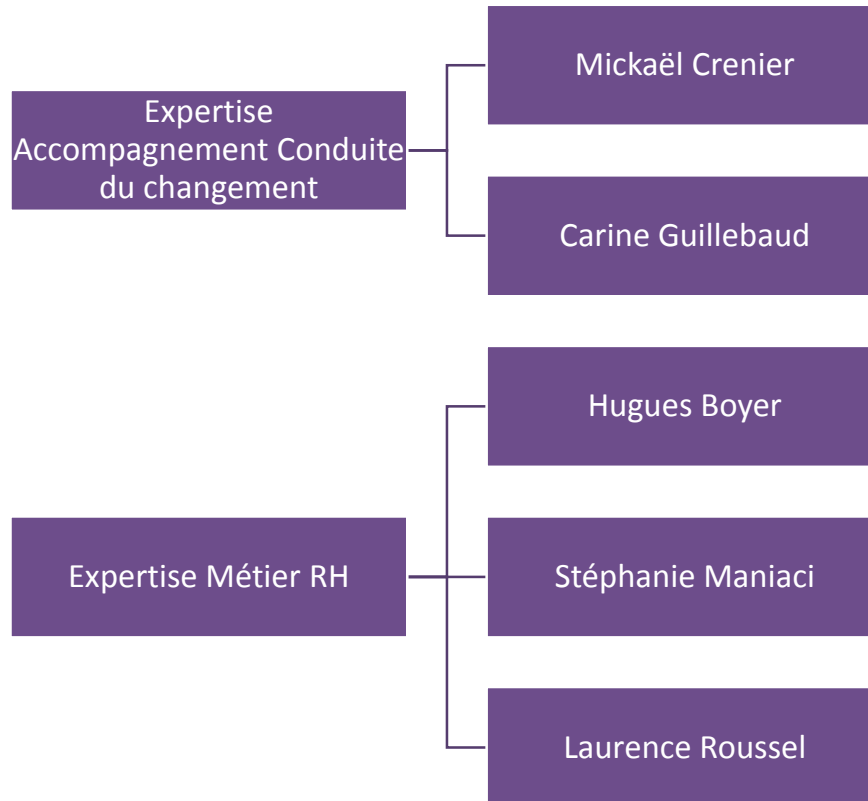 Expertise
Accompagnement Conduite
du changement
Mickaël Crenier
Carine Guillebaud
Expertise Métier RH
Hugues Boyer
Stéphanie Maniaci
Laurence Roussel